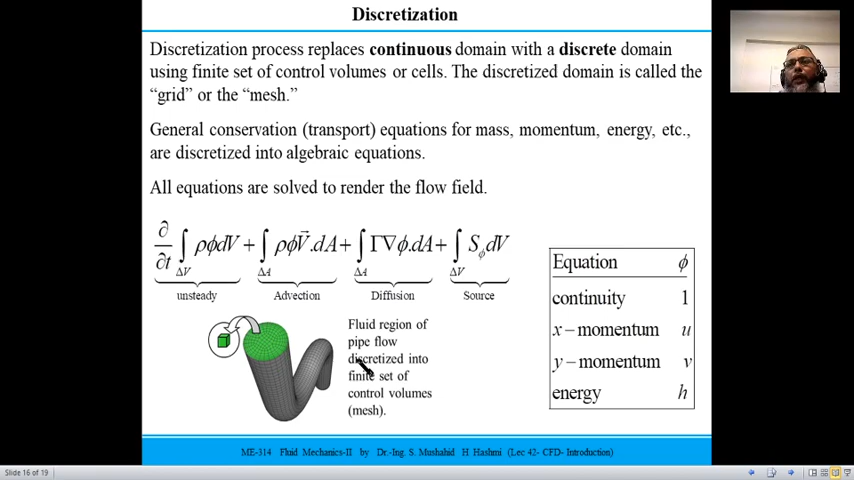 Discretization
Discretization process replaces continuous domain with a discrete domain
using finite set of control volumes or cells. The discretized domain is called the
“grid” or the “mesh.”
General conservation (transport) equations for mass, momentum, energy, etc.,
are discretized into algebraic equations.
All equations are solved to render the flow field.
∂/∂t ∫ρϕdV + ∫ρϕV⃗.dA + ∫Γ∇ϕ.dA + ∫S_ϕdV
ΔV ΔA ΔA ΔV
unsteady Advection Diffusion Source
Fluid region of
pipe flow
discretized into
finite set of
control volumes
(mesh).
Equation ϕ
continuity 1
x – momentum u
y – momentum v
energy h
ME-314 Fluid Mechanics-II by Dr.-Ing. S. Mushahid H Hashmi (Lec 42- CFD- Introduction)
Slide 16 of 19